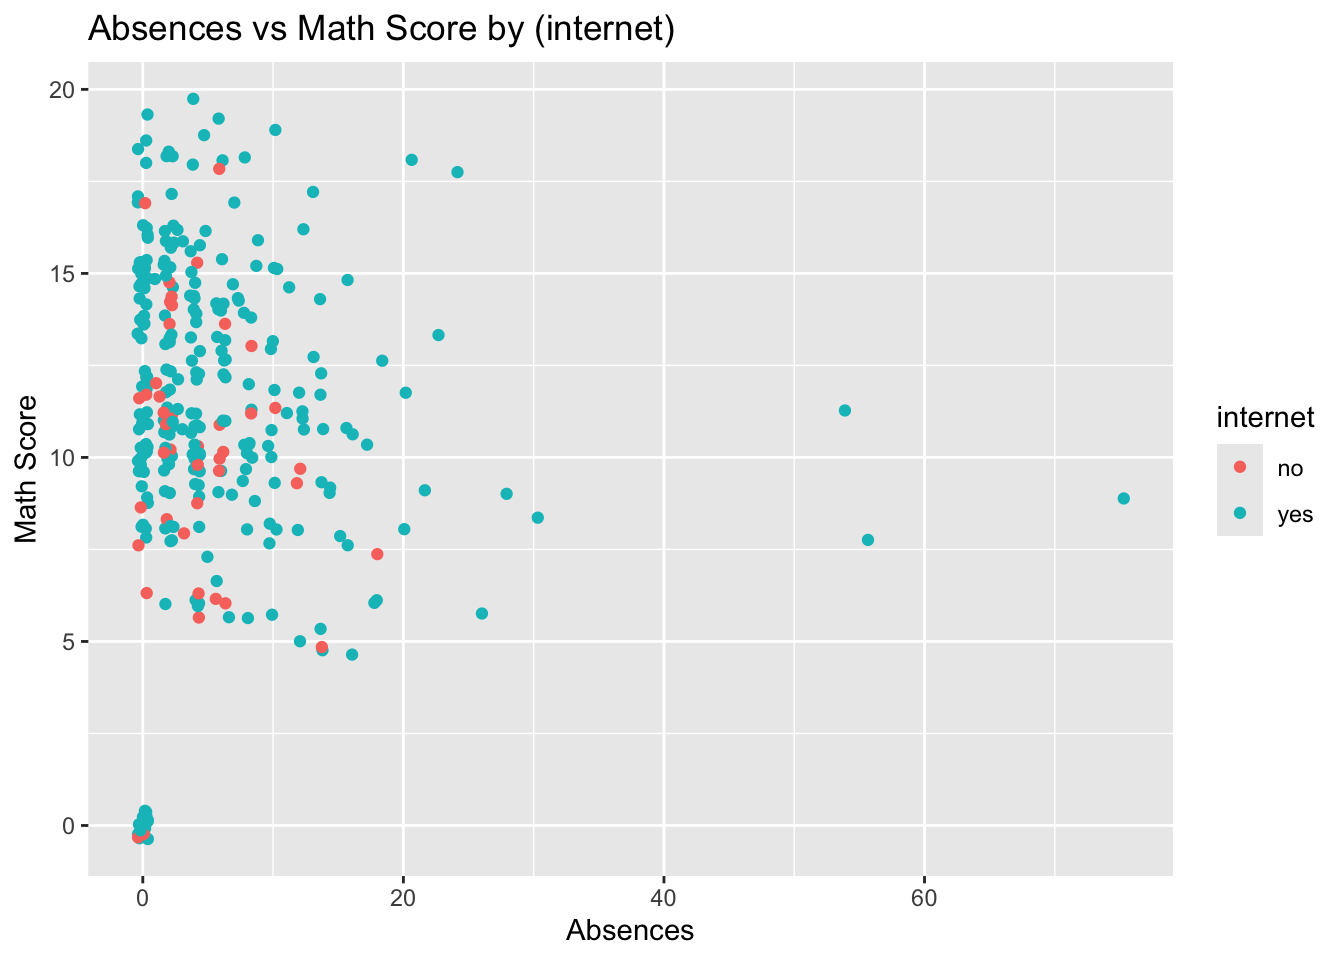 Absences vs Math Score by (internet)
20
15
10
5
0
Math Score
0 20 40 60
Absences
internet
no
yes